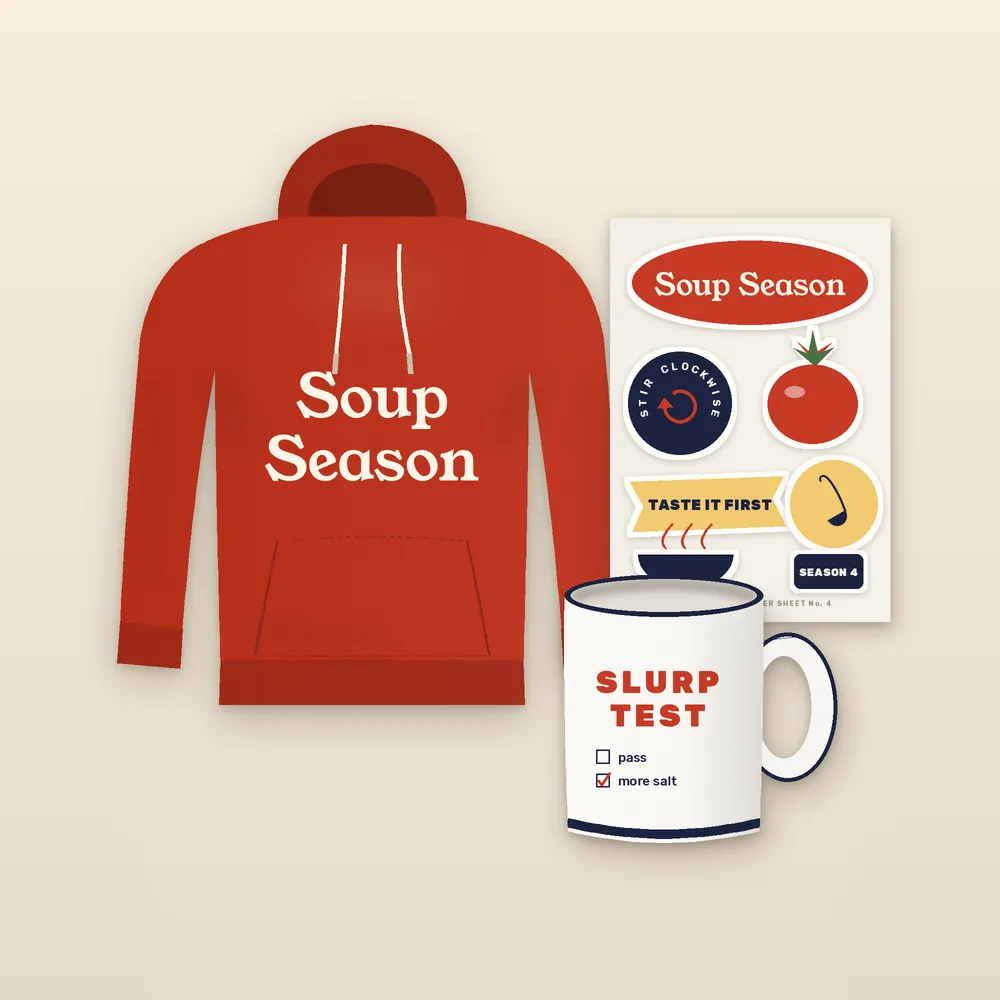 Soup
Season
Soup Season
STIR CLOCKWISE
TASTE IT FIRST
SEASON 4
SHEET No. 4
SLURP
TEST
pass
more salt